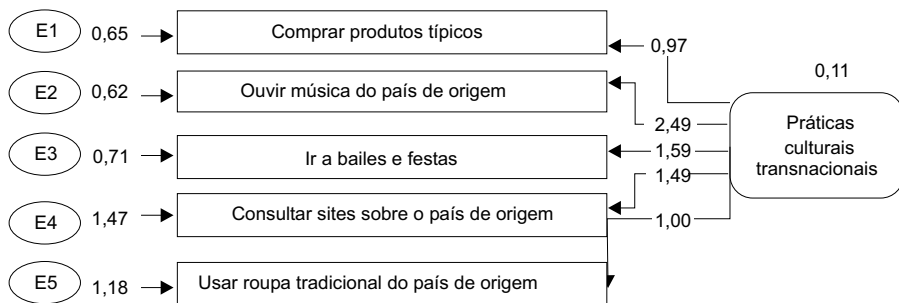 E1 0,65 Comprar produtos típicos
0,97
0,11
E2 0,62 Ouvir música do país de origem
2,49
Práticas
culturais
transnacionais
E3 0,71 Ir a bailes e festas
1,59
1,49
E4 1,47 Consultar sites sobre o país de origem
1,00
E5 1,18 Usar roupa tradicional do país de origem